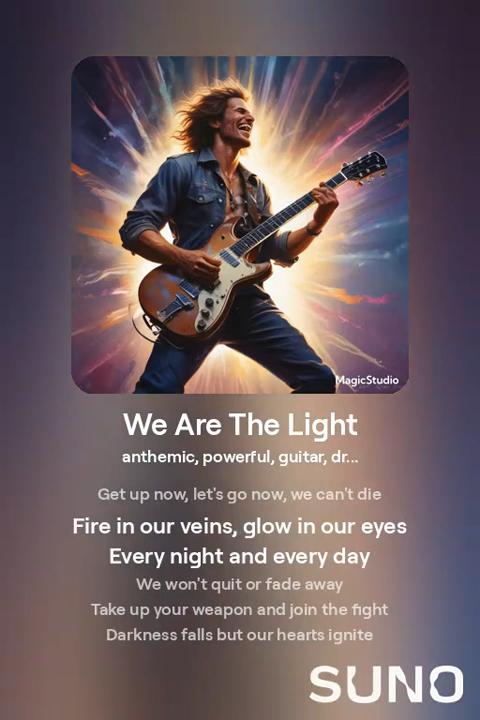 MagicStudio
We Are The Light
anthemic, powerful, guitar, dr...
Get up now, let's go now, we can't die
Fire in our veins, glow in our eyes
Every night and every day
We won't quit or fade away
Take up your weapon and join the fight
Darkness falls but our hearts ignite
SUNO